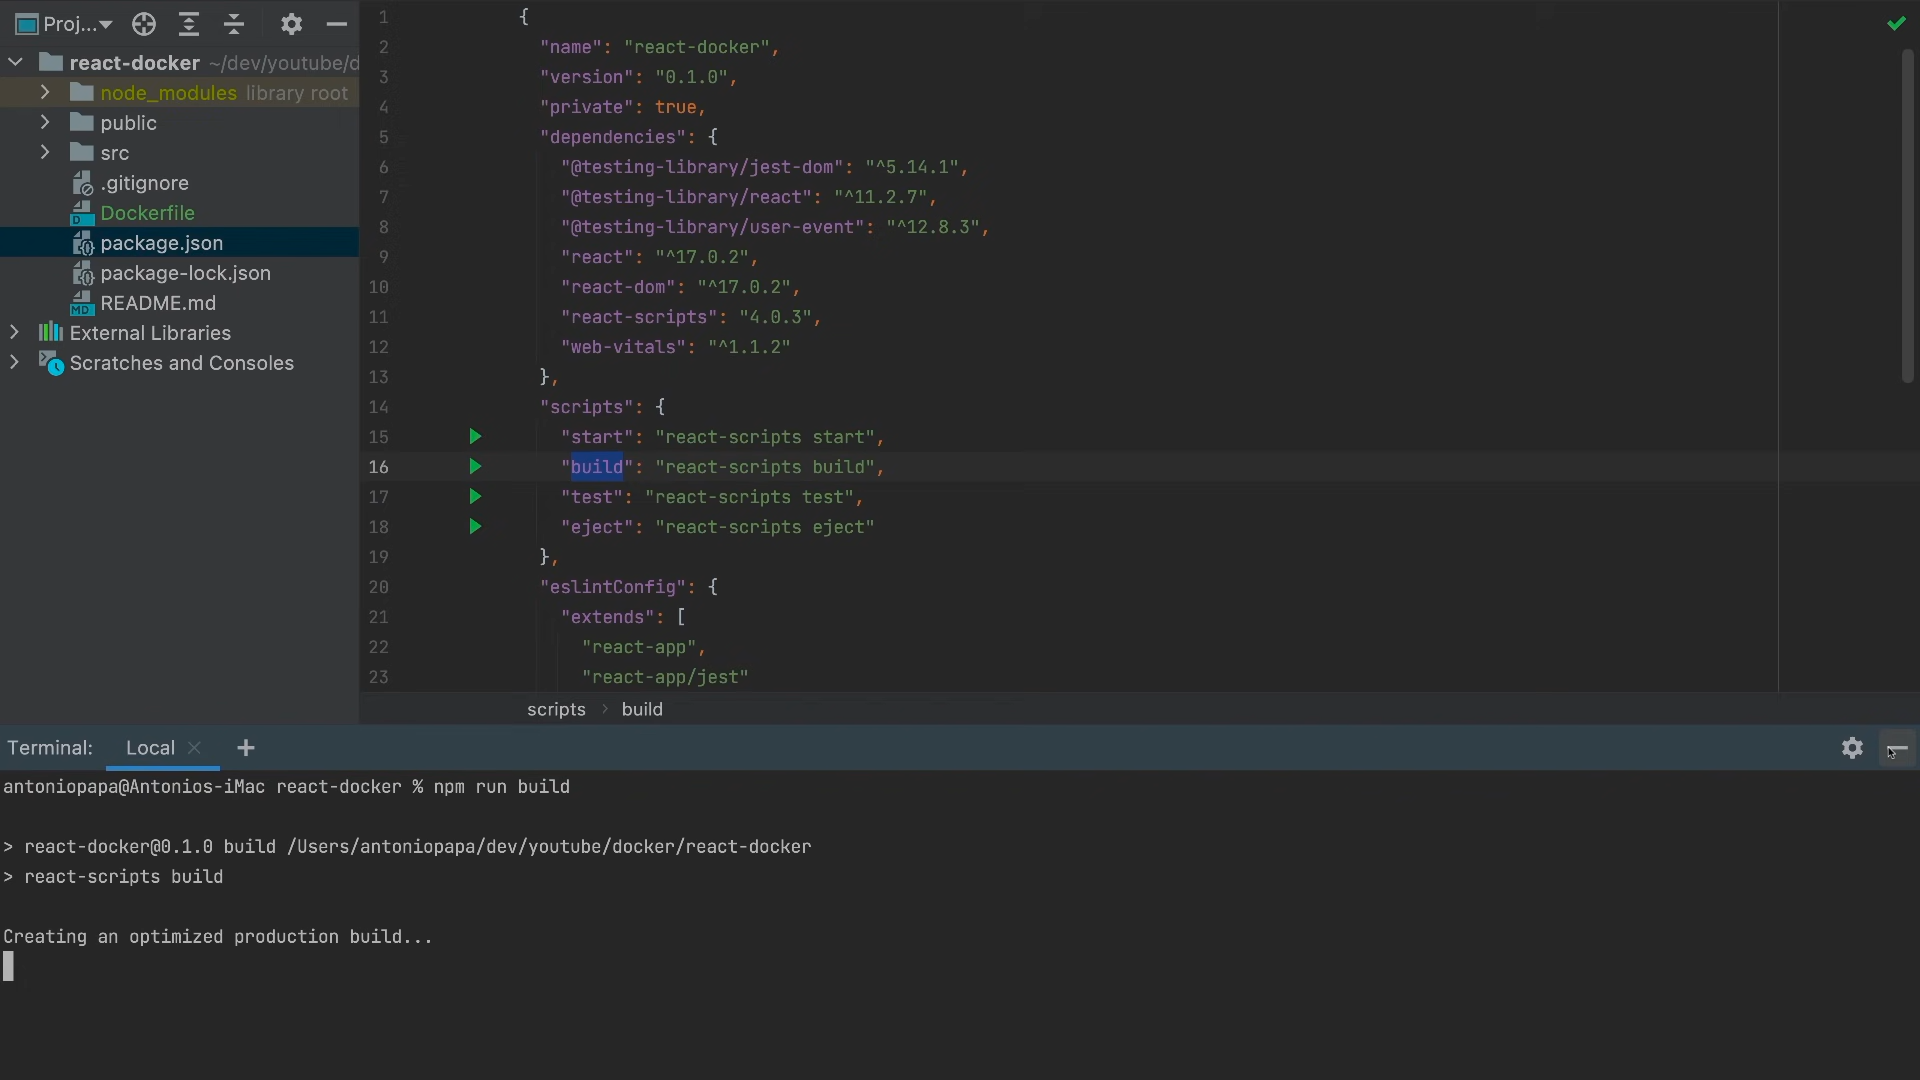 Proj...
react-docker ~/dev/youtube/d
node_modules library root
public
src
.gitignore
Dockerfile
package.json
package-lock.json
README.md
External Libraries
Scratches and Consoles
1 {
2 "name": "react-docker",
3 "version": "0.1.0",
4 "private": true,
5 "dependencies": {
6 "@testing-library/jest-dom": "^5.14.1",
7 "@testing-library/react": "^11.2.7",
8 "@testing-library/user-event": "^12.8.3",
9 "react": "^17.0.2",
10 "react-dom": "^17.0.2",
11 "react-scripts": "4.0.3",
12 "web-vitals": "^1.1.2"
13 },
14 "scripts": {
15 "start": "react-scripts start",
16 "build": "react-scripts build",
17 "test": "react-scripts test",
18 "eject": "react-scripts eject"
19 },
20 "eslintConfig": {
21 "extends": [
22 "react-app",
23 "react-app/jest"
scripts > build
Terminal: Local × +
antoniopapa@Antonios-iMac react-docker % npm run build
> react-docker@0.1.0 build /Users/antoniopapa/dev/youtube/docker/react-docker
> react-scripts build
Creating an optimized production build...